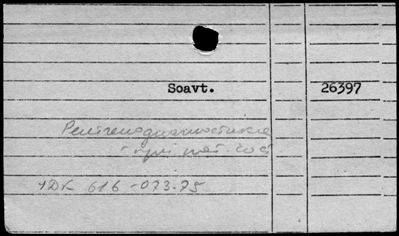 Soavt. 26397
Рентгенодиагностика
УДК 616-073.75